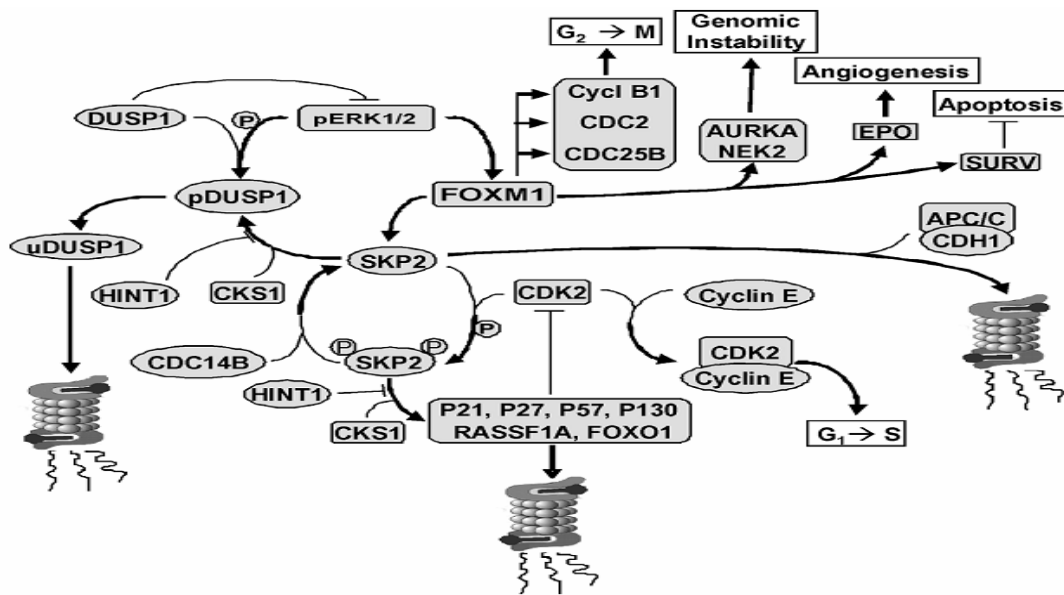 G2 → M
Genomic
Instability
Angiogenesis
Apoptosis
DUSP1
P
pERK1/2
Cycl B1
CDC2
CDC25B
AURKA
NEK2
EPO
SURV
pDUSP1
FOXM1
uDUSP1
SKP2
APC/C
CDH1
HINT1
CKS1
CDK2
Cyclin E
P
CDC14B
P
P
SKP2
CDK2
Cyclin E
HINT1
CKS1
P21, P27, P57, P130
RASSF1A, FOXO1
G1 → S